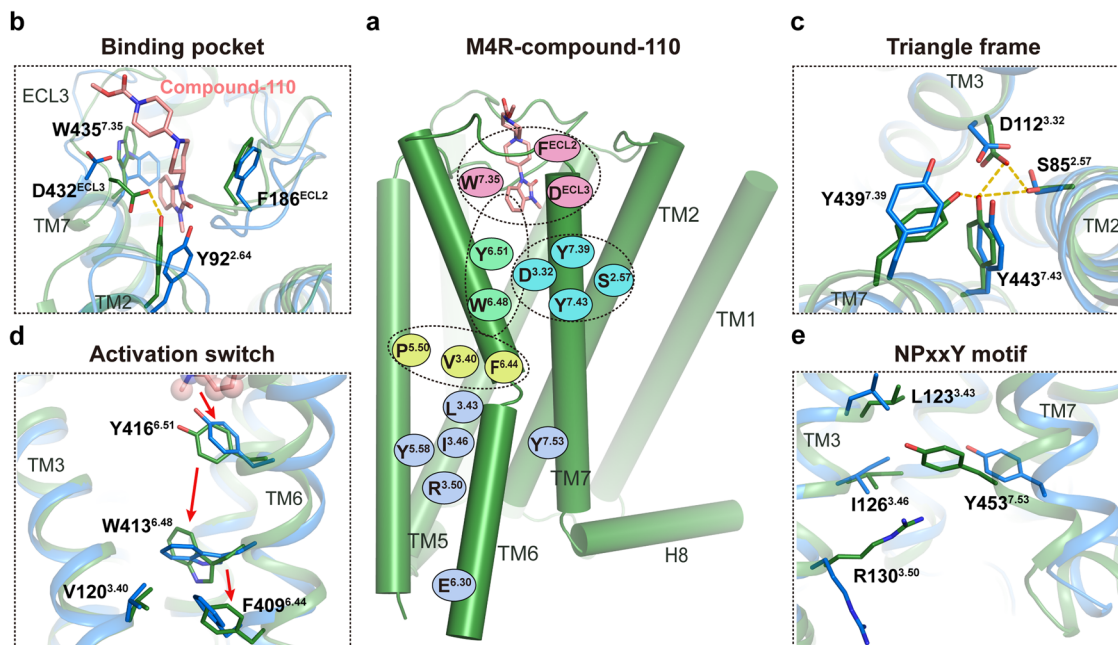 b
Binding pocket
ECL3
Compound-110
W435^7.35
D432^ECL3
TM7
F186^ECL2
Y92^2.64
TM2
a
M4R-compound-110
F^ECL2
W^7.35
D^ECL3
TM2
Y^6.51
Y^7.39
D^3.32
S^2.57
W^6.48
Y^7.43
TM1
P^5.50
V^3.40
F^6.44
L^3.43
Y^5.58
I^3.46
Y^7.53
R^3.50
TM7
TM5
TM6
H8
E^6.30
c
Triangle frame
TM3
D112^3.32
S85^2.57
Y439^7.39
TM2
Y443^7.43
TM7
d
Activation switch
Y416^6.51
TM3
TM6
W413^6.48
V120^3.40
F409^6.44
e
NPxxY motif
L123^3.43
TM7
TM3
I126^3.46
Y453^7.53
R130^3.50